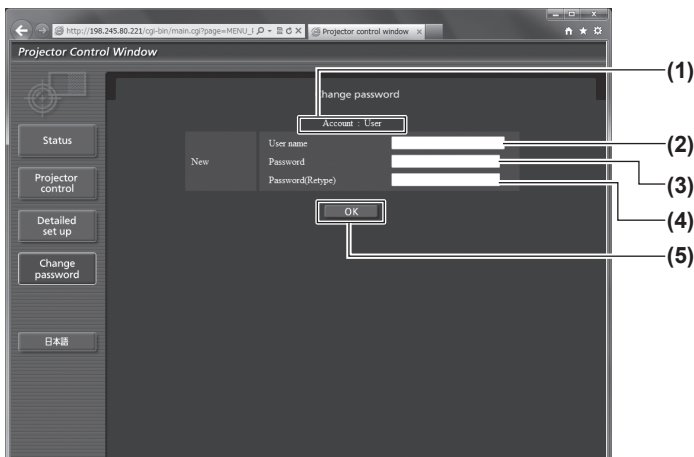 http://198.245.80.221/cgi-bin/main.cgi?page=MENU_
Projector control window
Projector Control Window
Change password
Account : User
Status
Projector control
Detailed set up
Change password
日本語
New
User name
Password
Password(Retype)
OK
(1)
(2)
(3)
(4)
(5)